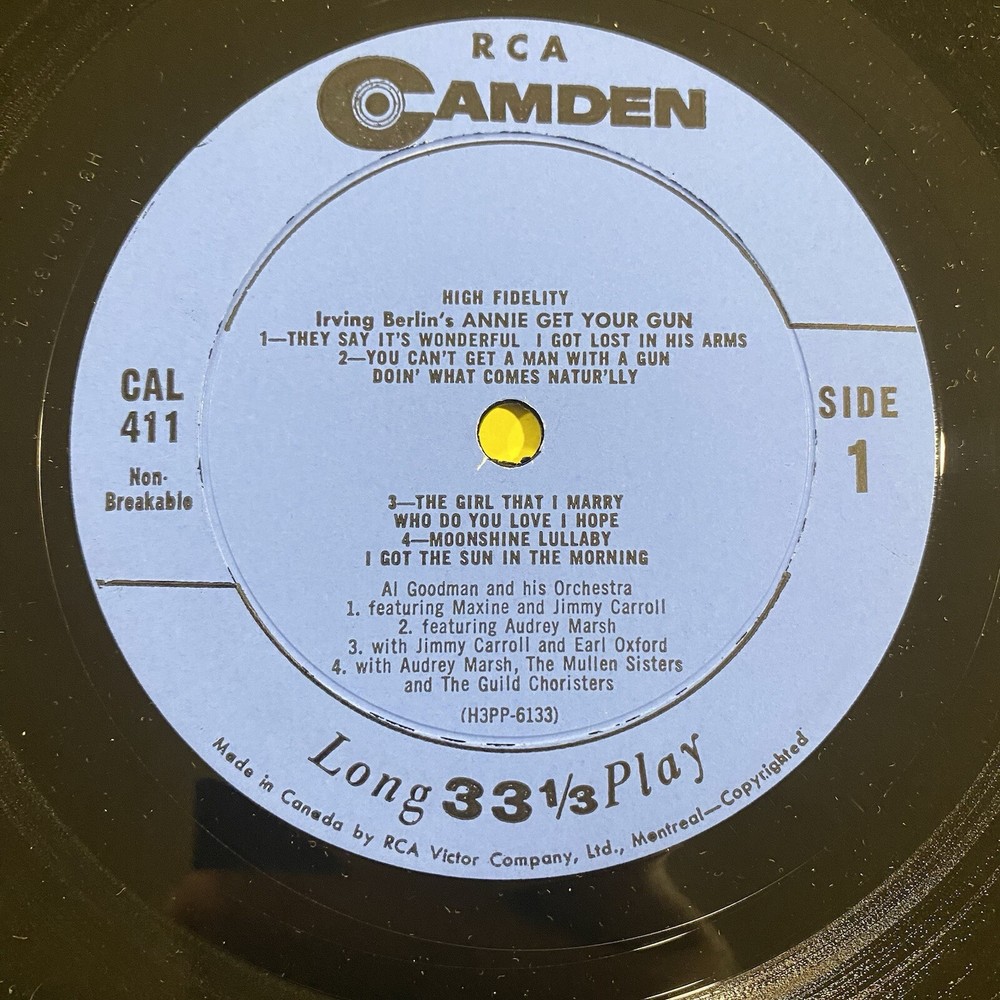 RCA
CAMDEN
HIGH FIDELITY
Irving Berlin's ANNIE GET YOUR GUN
1—THEY SAY IT'S WONDERFUL I GOT LOST IN HIS ARMS
2—YOU CAN'T GET A MAN WITH A GUN
DOIN' WHAT COMES NATUR'LLY
CAL
411
Non-
Breakable
SIDE
1
3—THE GIRL THAT I MARRY
WHO DO YOU LOVE I HOPE
4—MOONSHINE LULLABY
I GOT THE SUN IN THE MORNING
Al Goodman and his Orchestra
1. featuring Maxine and Jimmy Carroll
2. featuring Audrey Marsh
3. with Jimmy Carroll and Earl Oxford
4. with Audrey Marsh, The Mullen Sisters
and The Guild Choristers
(H3PP-6133)
Long 33 1/3 Play
Made in Canada by RCA Victor Company, Ltd., Montreal—Copyrighted